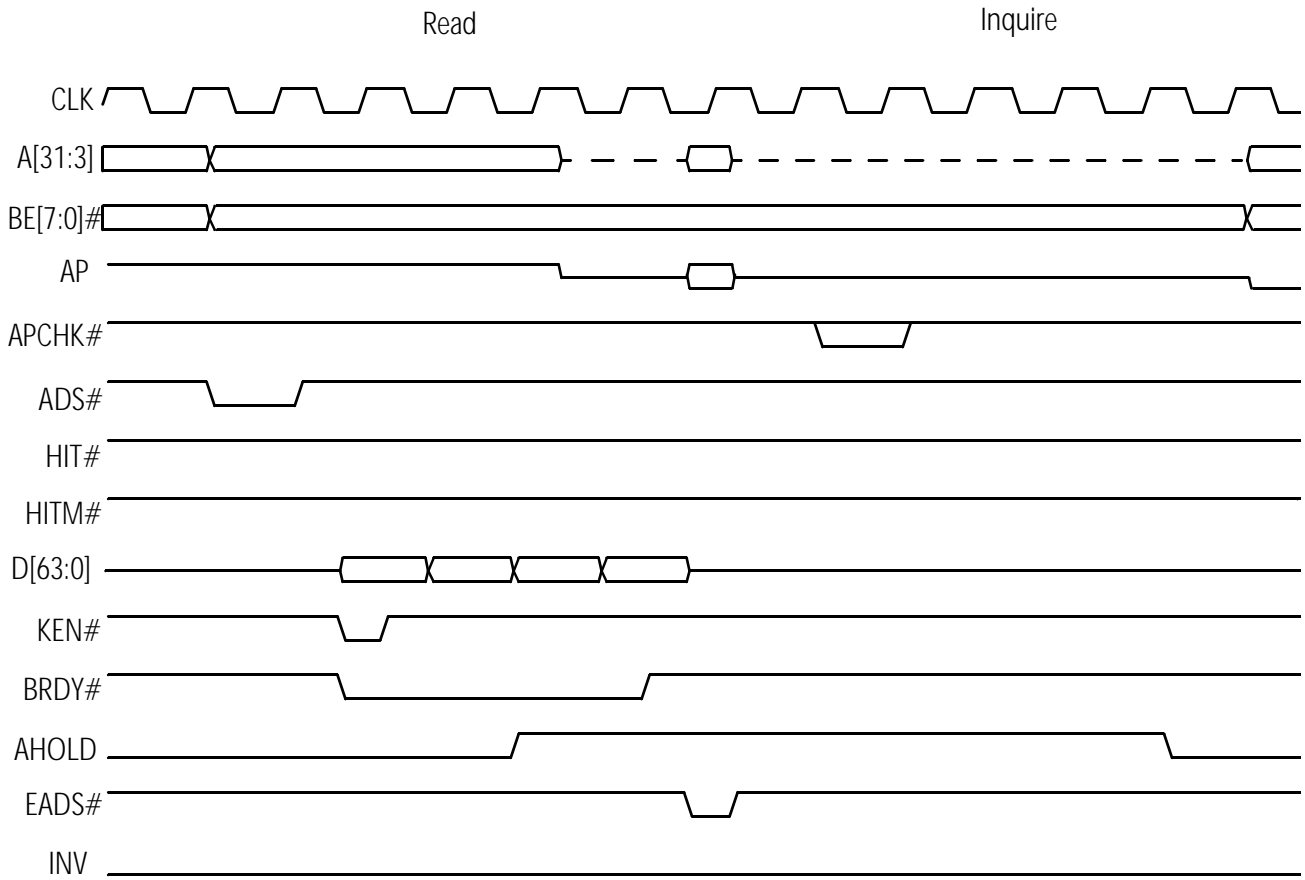 Read
Inquire
CLK
A[31:3]
BE[7:0]#
AP
APCHK#
ADS#
HIT#
HITM#
D[63:0]
KEN#
BRDY#
AHOLD
EADS#
INV